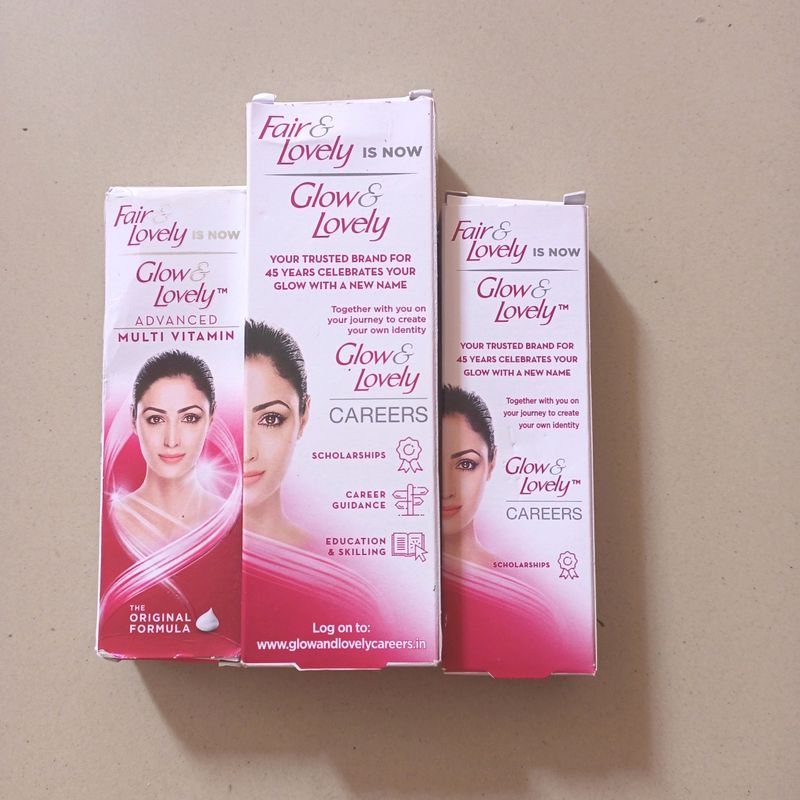 Fair &
Lovely IS NOW
Glow &
Lovely™
ADVANCED
MULTI VITAMIN
THE
ORIGINAL
FORMULA
Fair &
Lovely IS NOW
Glow &
Lovely
YOUR TRUSTED BRAND FOR
45 YEARS CELEBRATES YOUR
GLOW WITH A NEW NAME
Together with you on
your journey to create
your own identity
Glow &
Lovely
CAREERS
SCHOLARSHIPS
CAREER
GUIDANCE
EDUCATION
& SKILLING
Log on to:
www.glowandlovelycareers.in
Fair &
Lovely IS NOW
Glow &
Lovely™
YOUR TRUSTED BRAND FOR
45 YEARS CELEBRATES YOUR
GLOW WITH A NEW NAME
Together with you on
your journey to create
your own identity
Glow &
Lovely™
CAREERS
SCHOLARSHIPS